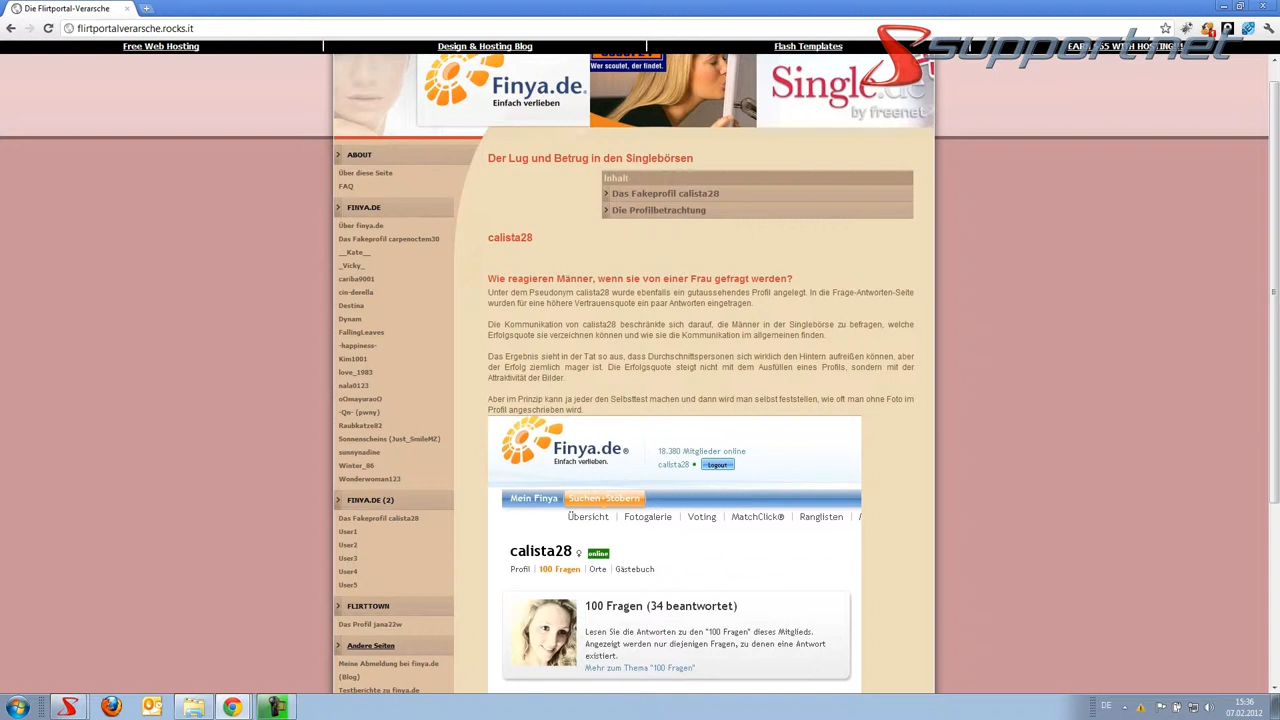 Die Flirtportal-Verarsche
flirtportalverarsche.rocks.it
Free Web Hosting
Design & Hosting Blog
Flash Templates
supportnet
Finya.de®
Einfach verlieben
Wer scoutet, der findet.
Single.de
by freenet
ABOUT
Über diese Seite
FAQ
FINYA.DE
Über finya.de
Das Fakeprofil carpenoctem30
__Kate__
_Vicky_
cariba9001
cin-derella
Destina
Dynam
FallingLeaves
-happiness-
Kim1001
love_1983
nala0123
oOmayuraoO
-Qn- (pwny)
Raubkatze82
Sonnenscheins (Just_SmileMZ)
sunnynadine
Winter_86
Wonderwoman123
FINYA.DE (2)
Das Fakeprofil calista28
User1
User2
User3
User4
User5
FLIRTTOWN
Das Profil jana22w
Andere Seiten
Meine Abmeldung bei finya.de
(Blog)
Testberichte zu finya.de
Der Lug und Betrug in den Singlebörsen
Inhalt
Das Fakeprofil calista28
Die Profilbetrachtung
calista28
Wie reagieren Männer, wenn sie von einer Frau gefragt werden?
Unter dem Pseudonym calista28 wurde ebenfalls ein gutaussehendes Profil angelegt. In die Frage-Antworten-Seite
wurden für eine höhere Vertrauensquote ein paar Antworten eingetragen.
Die Kommunikation von calista28 beschränkte sich darauf, die Männer in der Singlebörse zu befragen, welche
Erfolgsquote sie verzeichnen können und wie sie die Kommunikation im allgemeinen finden.
Das Ergebnis sieht in der Tat so aus, dass Durchschnittspersonen sich wirklich den Hintern aufreißen können, aber
der Erfolg ziemlich mager ist. Die Erfolgsquote steigt nicht mit dem Ausfüllen eines Profils, sondern mit der
Attraktivität der Bilder.
Aber im Prinzip kann ja jeder den Selbsttest machen und dann wird man selbst feststellen, wie oft man ohne Foto im
Profil angeschrieben wird.
Finya.de®
Einfach verlieben.
18.380 Mitglieder online
calista28
Logout
Mein Finya
Suchen+Stöbern
Übersicht
Fotogalerie
Voting
MatchClick®
Ranglisten
calista28
online
Profil
100 Fragen
Orte
Gästebuch
100 Fragen (34 beantwortet)
Lesen Sie die Antworten zu den "100 Fragen" dieses Mitglieds.
Angezeigt werden nur diejenigen Fragen, zu denen eine Antwort
existiert.
Mehr zum Thema "100 Fragen"
DE
15:36
07.02.2012